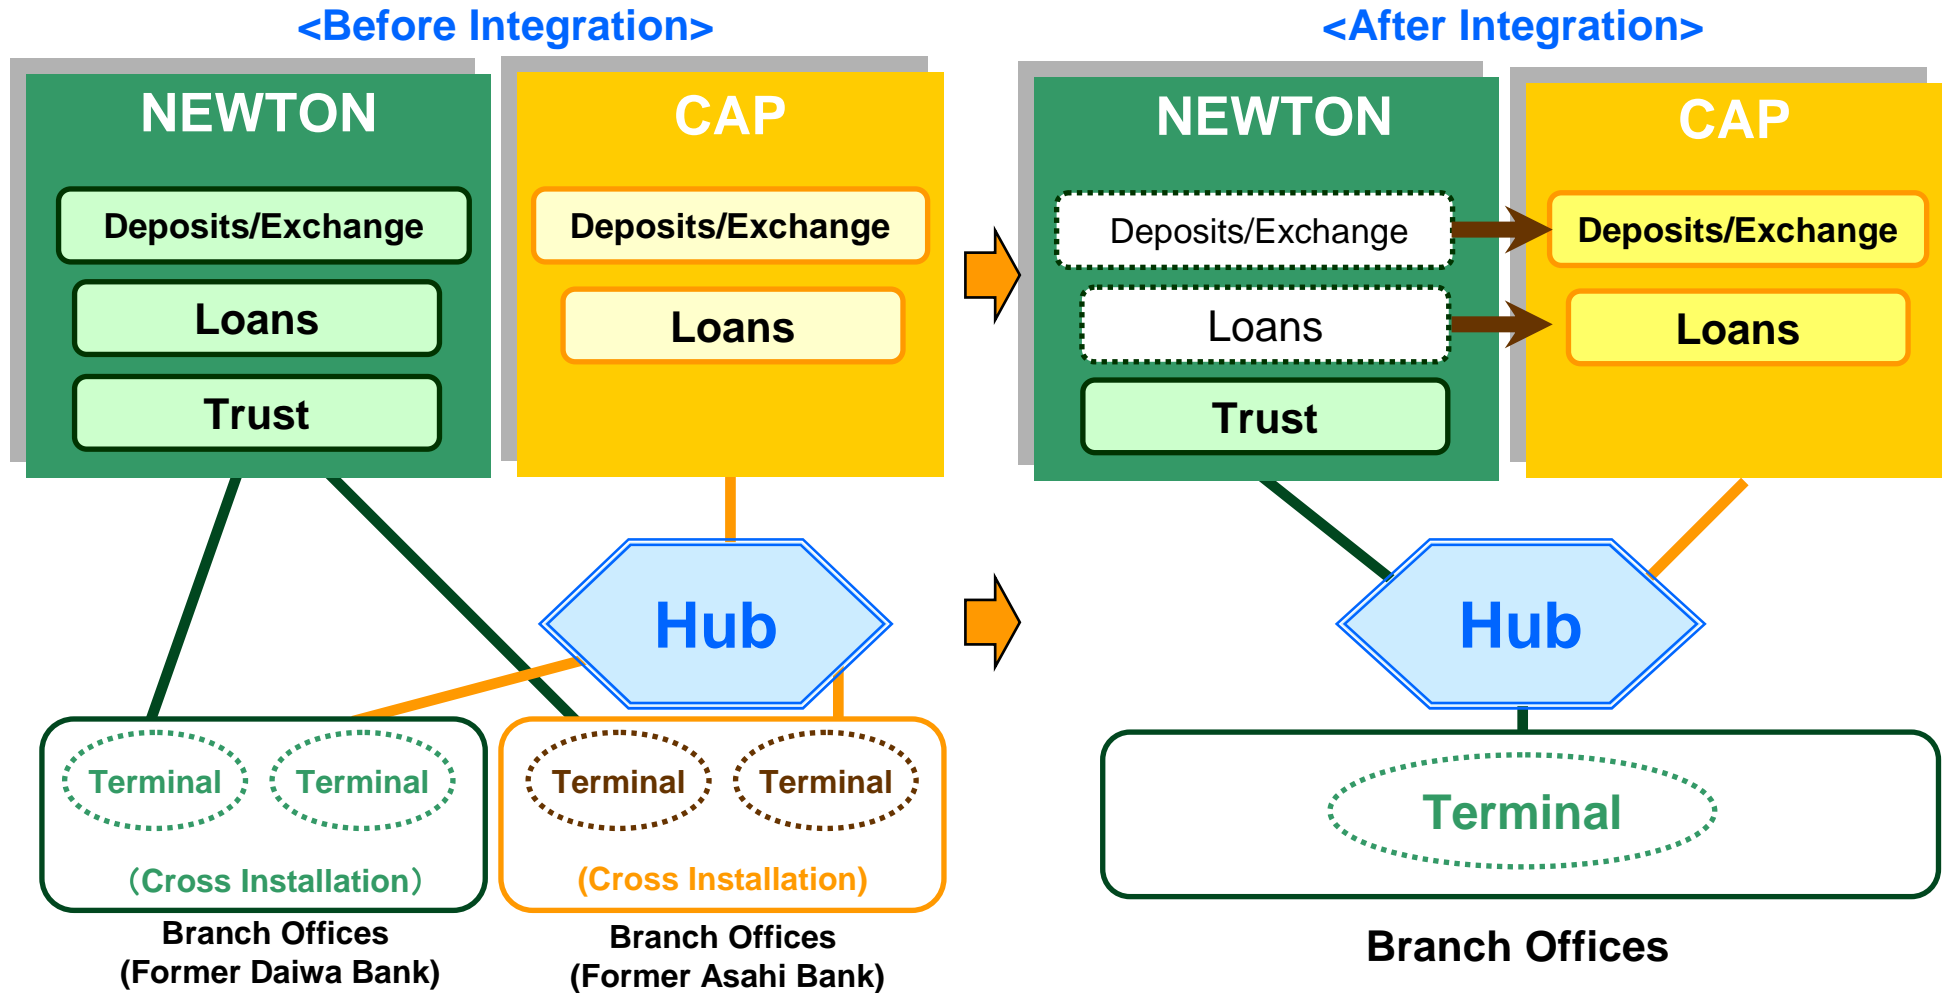 <Before Integration>
NEWTON
Deposits/Exchange
Loans
Trust
CAP
Deposits/Exchange
Loans
Hub
Terminal
Terminal
（Cross Installation）
Branch Offices
(Former Daiwa Bank)
Terminal
Terminal
(Cross Installation)
Branch Offices
(Former Asahi Bank)
<After Integration>
NEWTON
Deposits/Exchange
Loans
Trust
CAP
Deposits/Exchange
Loans
Hub
Terminal
Branch Offices